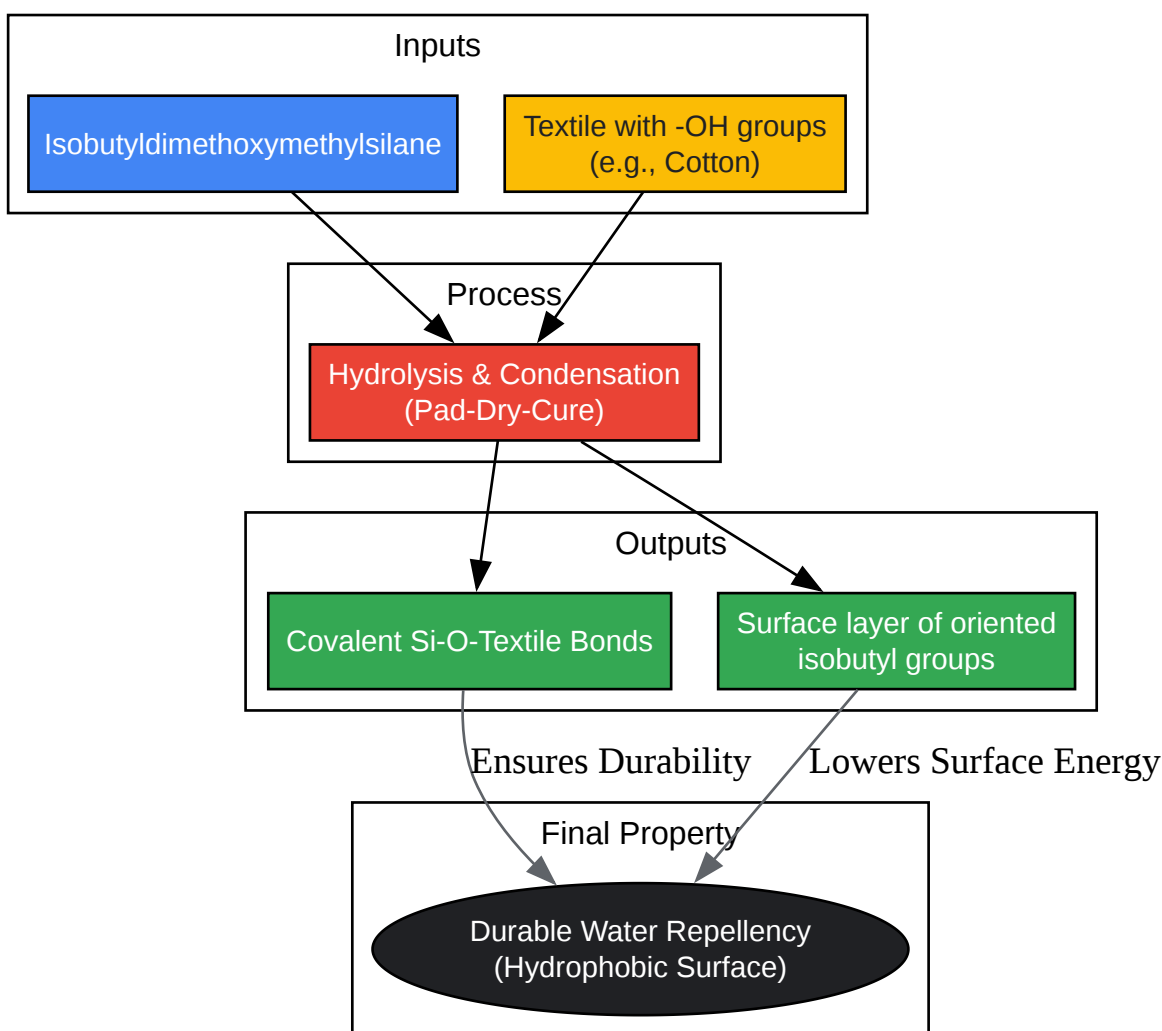 Inputs
Isobutyldimethoxymethylsilane
Textile with -OH groups
(e.g., Cotton)
Process
Hydrolysis & Condensation
(Pad-Dry-Cure)
Outputs
Covalent Si-O-Textile Bonds
Surface layer of oriented
isobutyl groups
Ensures Durability
Lowers Surface Energy
Final Property
Durable Water Repellency
(Hydrophobic Surface)